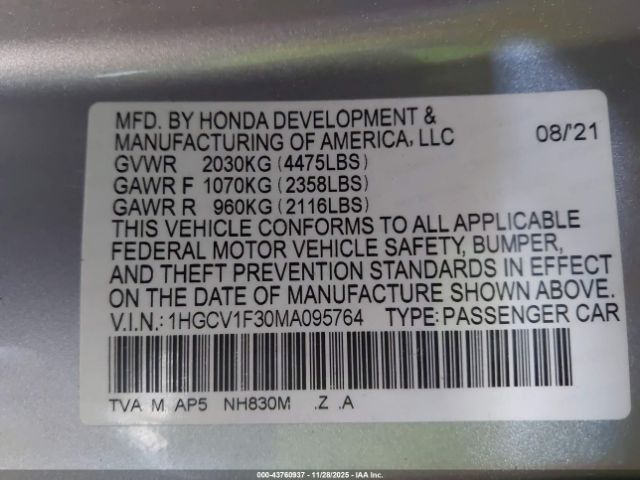 MFD. BY HONDA DEVELOPMENT &
MANUFACTURING OF AMERICA, LLC 08/'21
GVWR 2030KG (4475LBS)
GAWR F 1070KG (2358LBS)
GAWR R 960KG (2116LBS)
THIS VEHICLE CONFORMS TO ALL APPLICABLE
FEDERAL MOTOR VEHICLE SAFETY, BUMPER,
AND THEFT PREVENTION STANDARDS IN EFFECT
ON THE DATE OF MANUFACTURE SHOWN ABOVE.
V.I.N.: 1HGCV1F30MA095764 TYPE: PASSENGER CAR
TVA M AP5 NH830M .Z .A
000-43760937 - 11/28/2025 - IAA Inc.